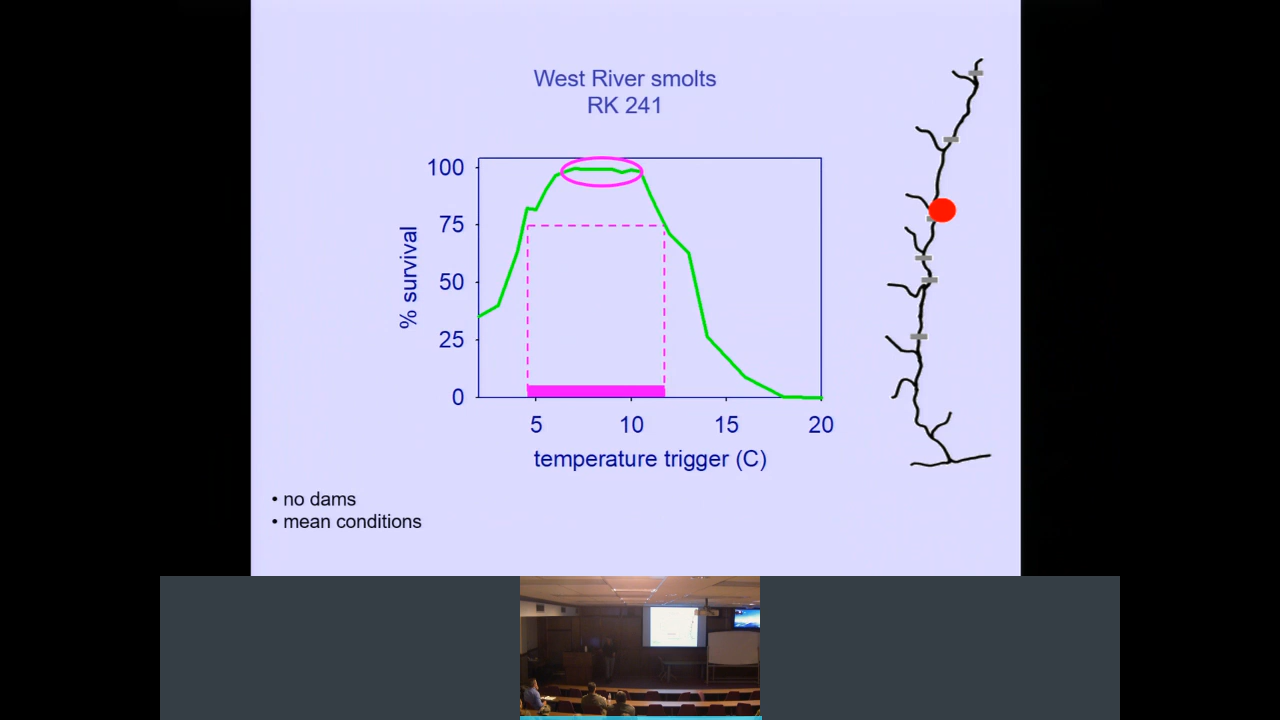 West River smolts
RK 241
100
75
50
25
0
% survival
5 10 15 20
temperature trigger (C)
• no dams
• mean conditions